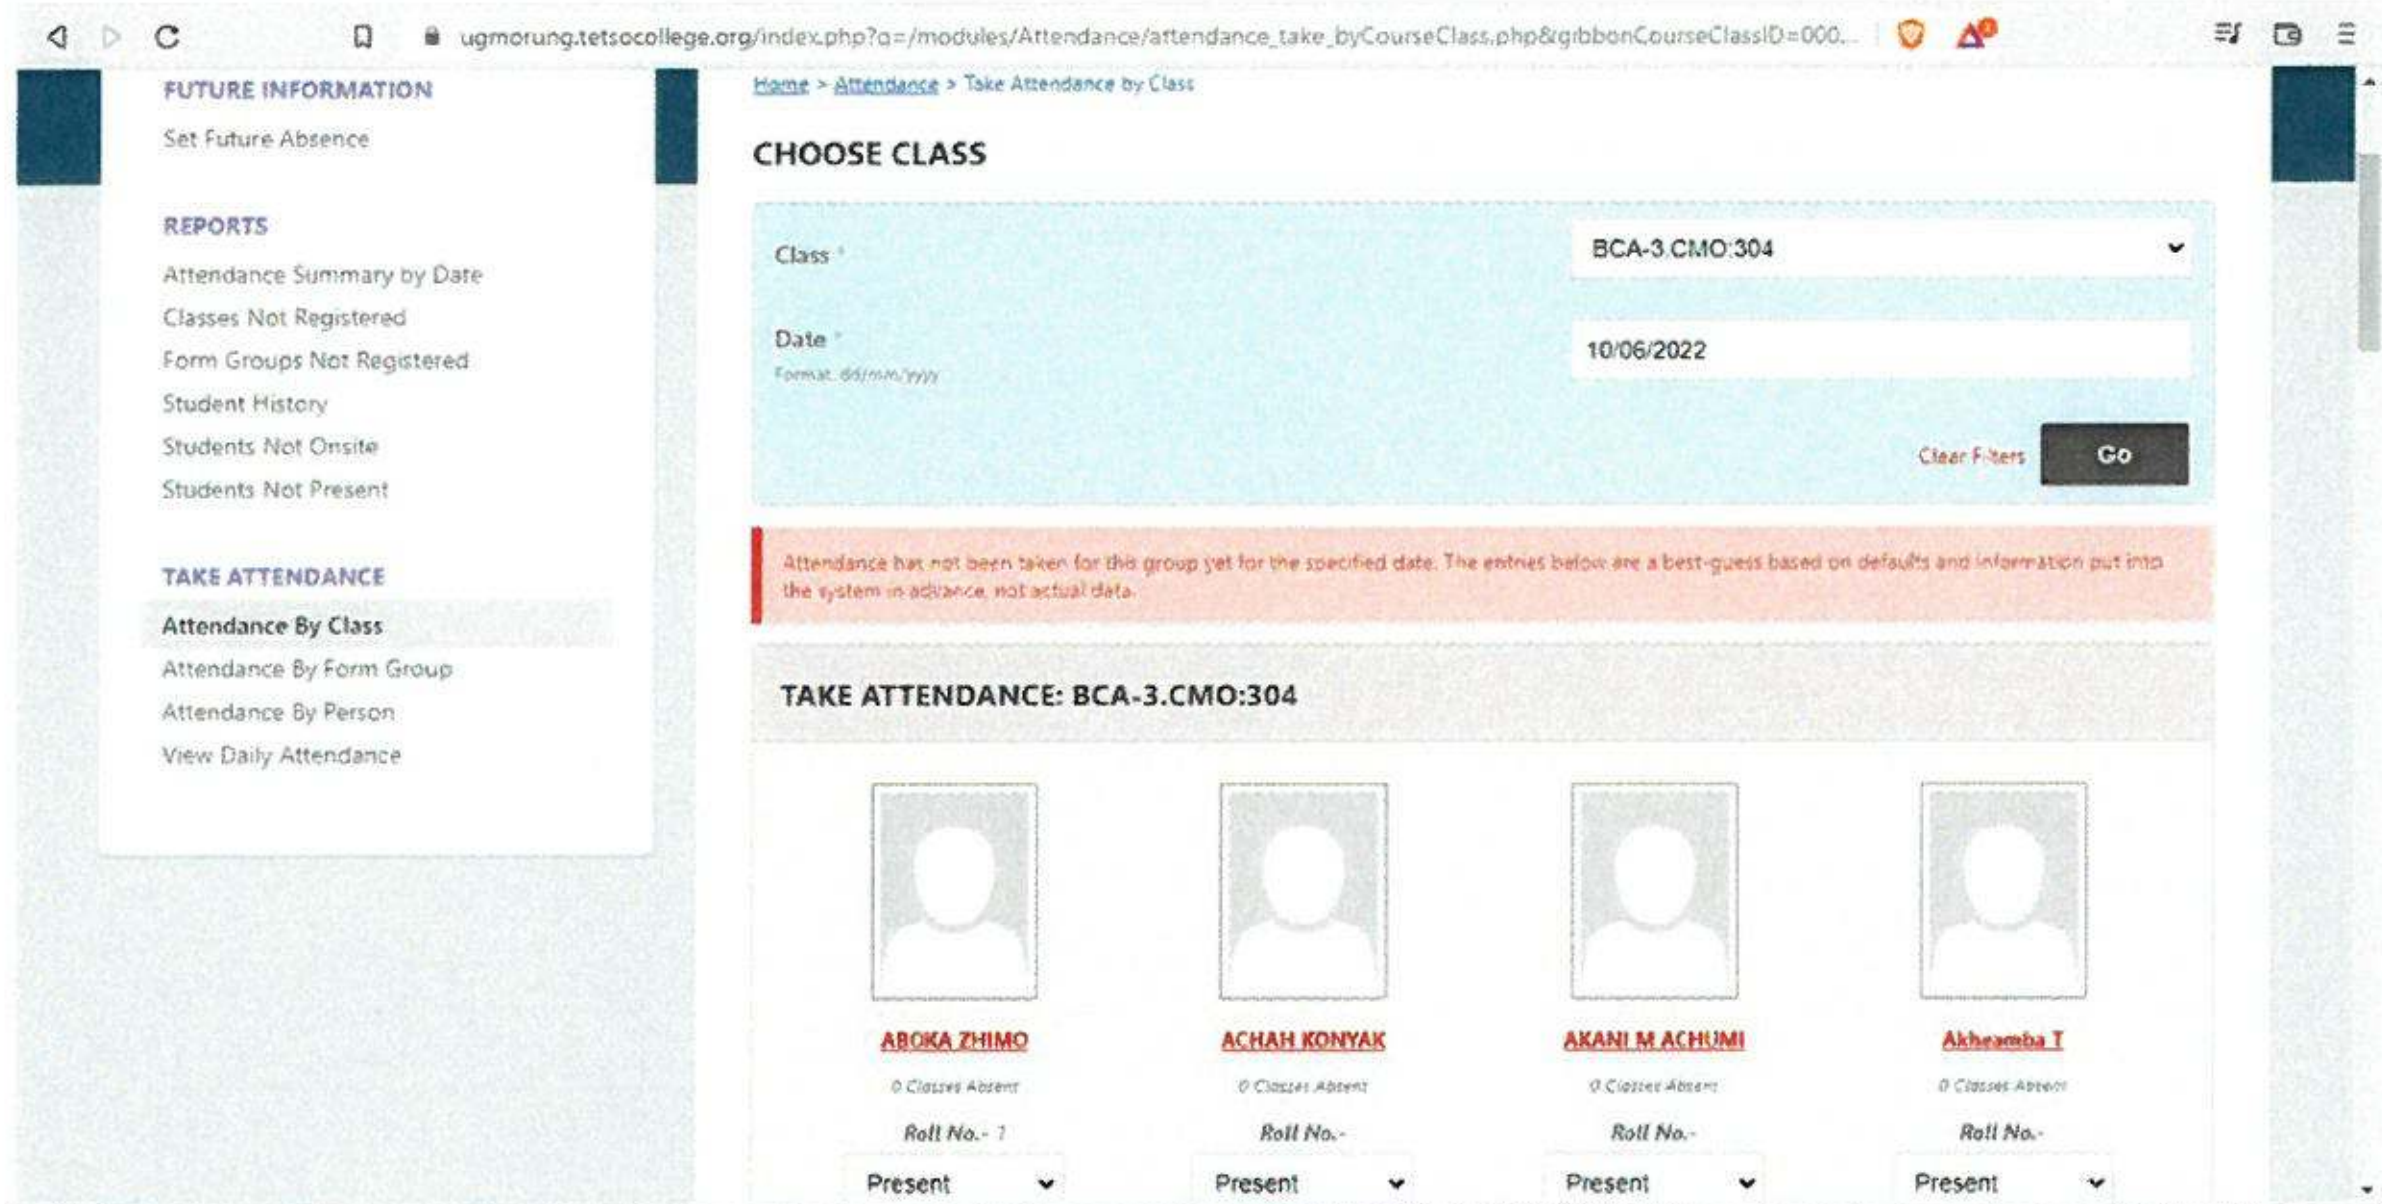 ugmorung.tetsocollege.org/index.php?q=/modules/Attendance/attendance_take_byCourseClass.php&gibbonCourseClassID=000...
FUTURE INFORMATION
Set Future Absence
REPORTS
Attendance Summary by Date
Classes Not Registered
Form Groups Not Registered
Student History
Students Not Onsite
Students Not Present
TAKE ATTENDANCE
Attendance By Class
Attendance By Form Group
Attendance By Person
View Daily Attendance
Home > Attendance > Take Attendance by Class
CHOOSE CLASS
Class *
BCA-3.CMO:304
Date *
Format: dd/mm/yyyy
10/06/2022
Clear Filters
Go
Attendance has not been taken for this group yet for the specified date. The entries below are a best-guess based on defaults and information put into
the system in advance, not actual data.
TAKE ATTENDANCE: BCA-3.CMO:304
ABOKA ZHIMO ACHAH KONYAK AKANI M ACHUMI Akheamba T
0 Classes Absent 0 Classes Absent 0 Classes Absent 0 Classes Absent
Roll No.- 1 Roll No.- Roll No.- Roll No.-
Present Present Present Present